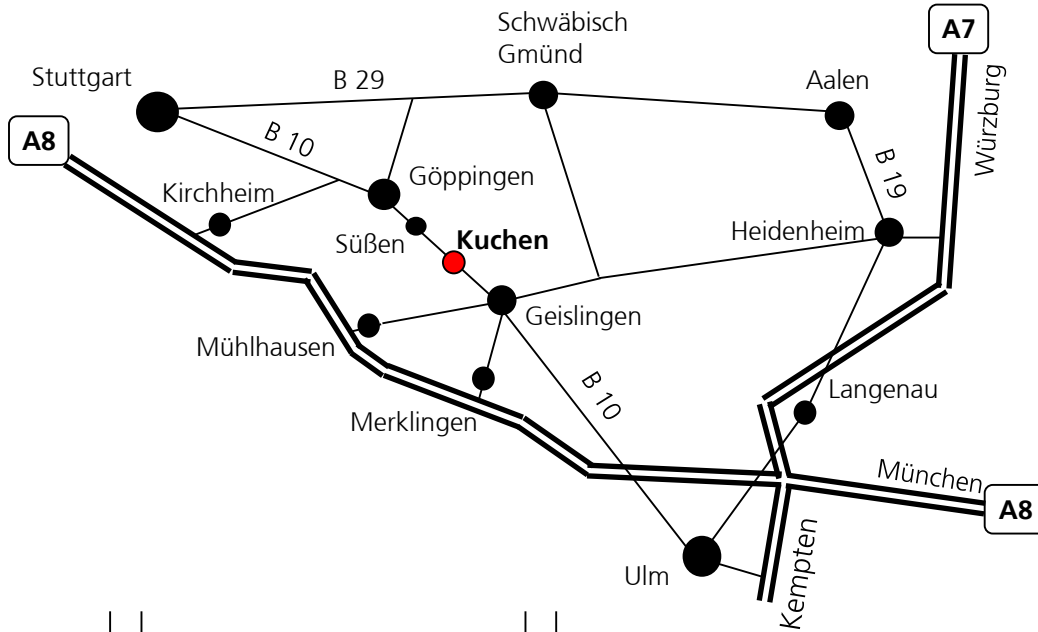 Schwäbisch
Gmünd
A7
Stuttgart
B 29
Aalen
Würzburg
A8
B 10
B 19
Kirchheim
Göppingen
Süßen
Kuchen
Heidenheim
Geislingen
Mühlhausen
Merklingen
B 10
Langenau
München
A8
Ulm
Kempten